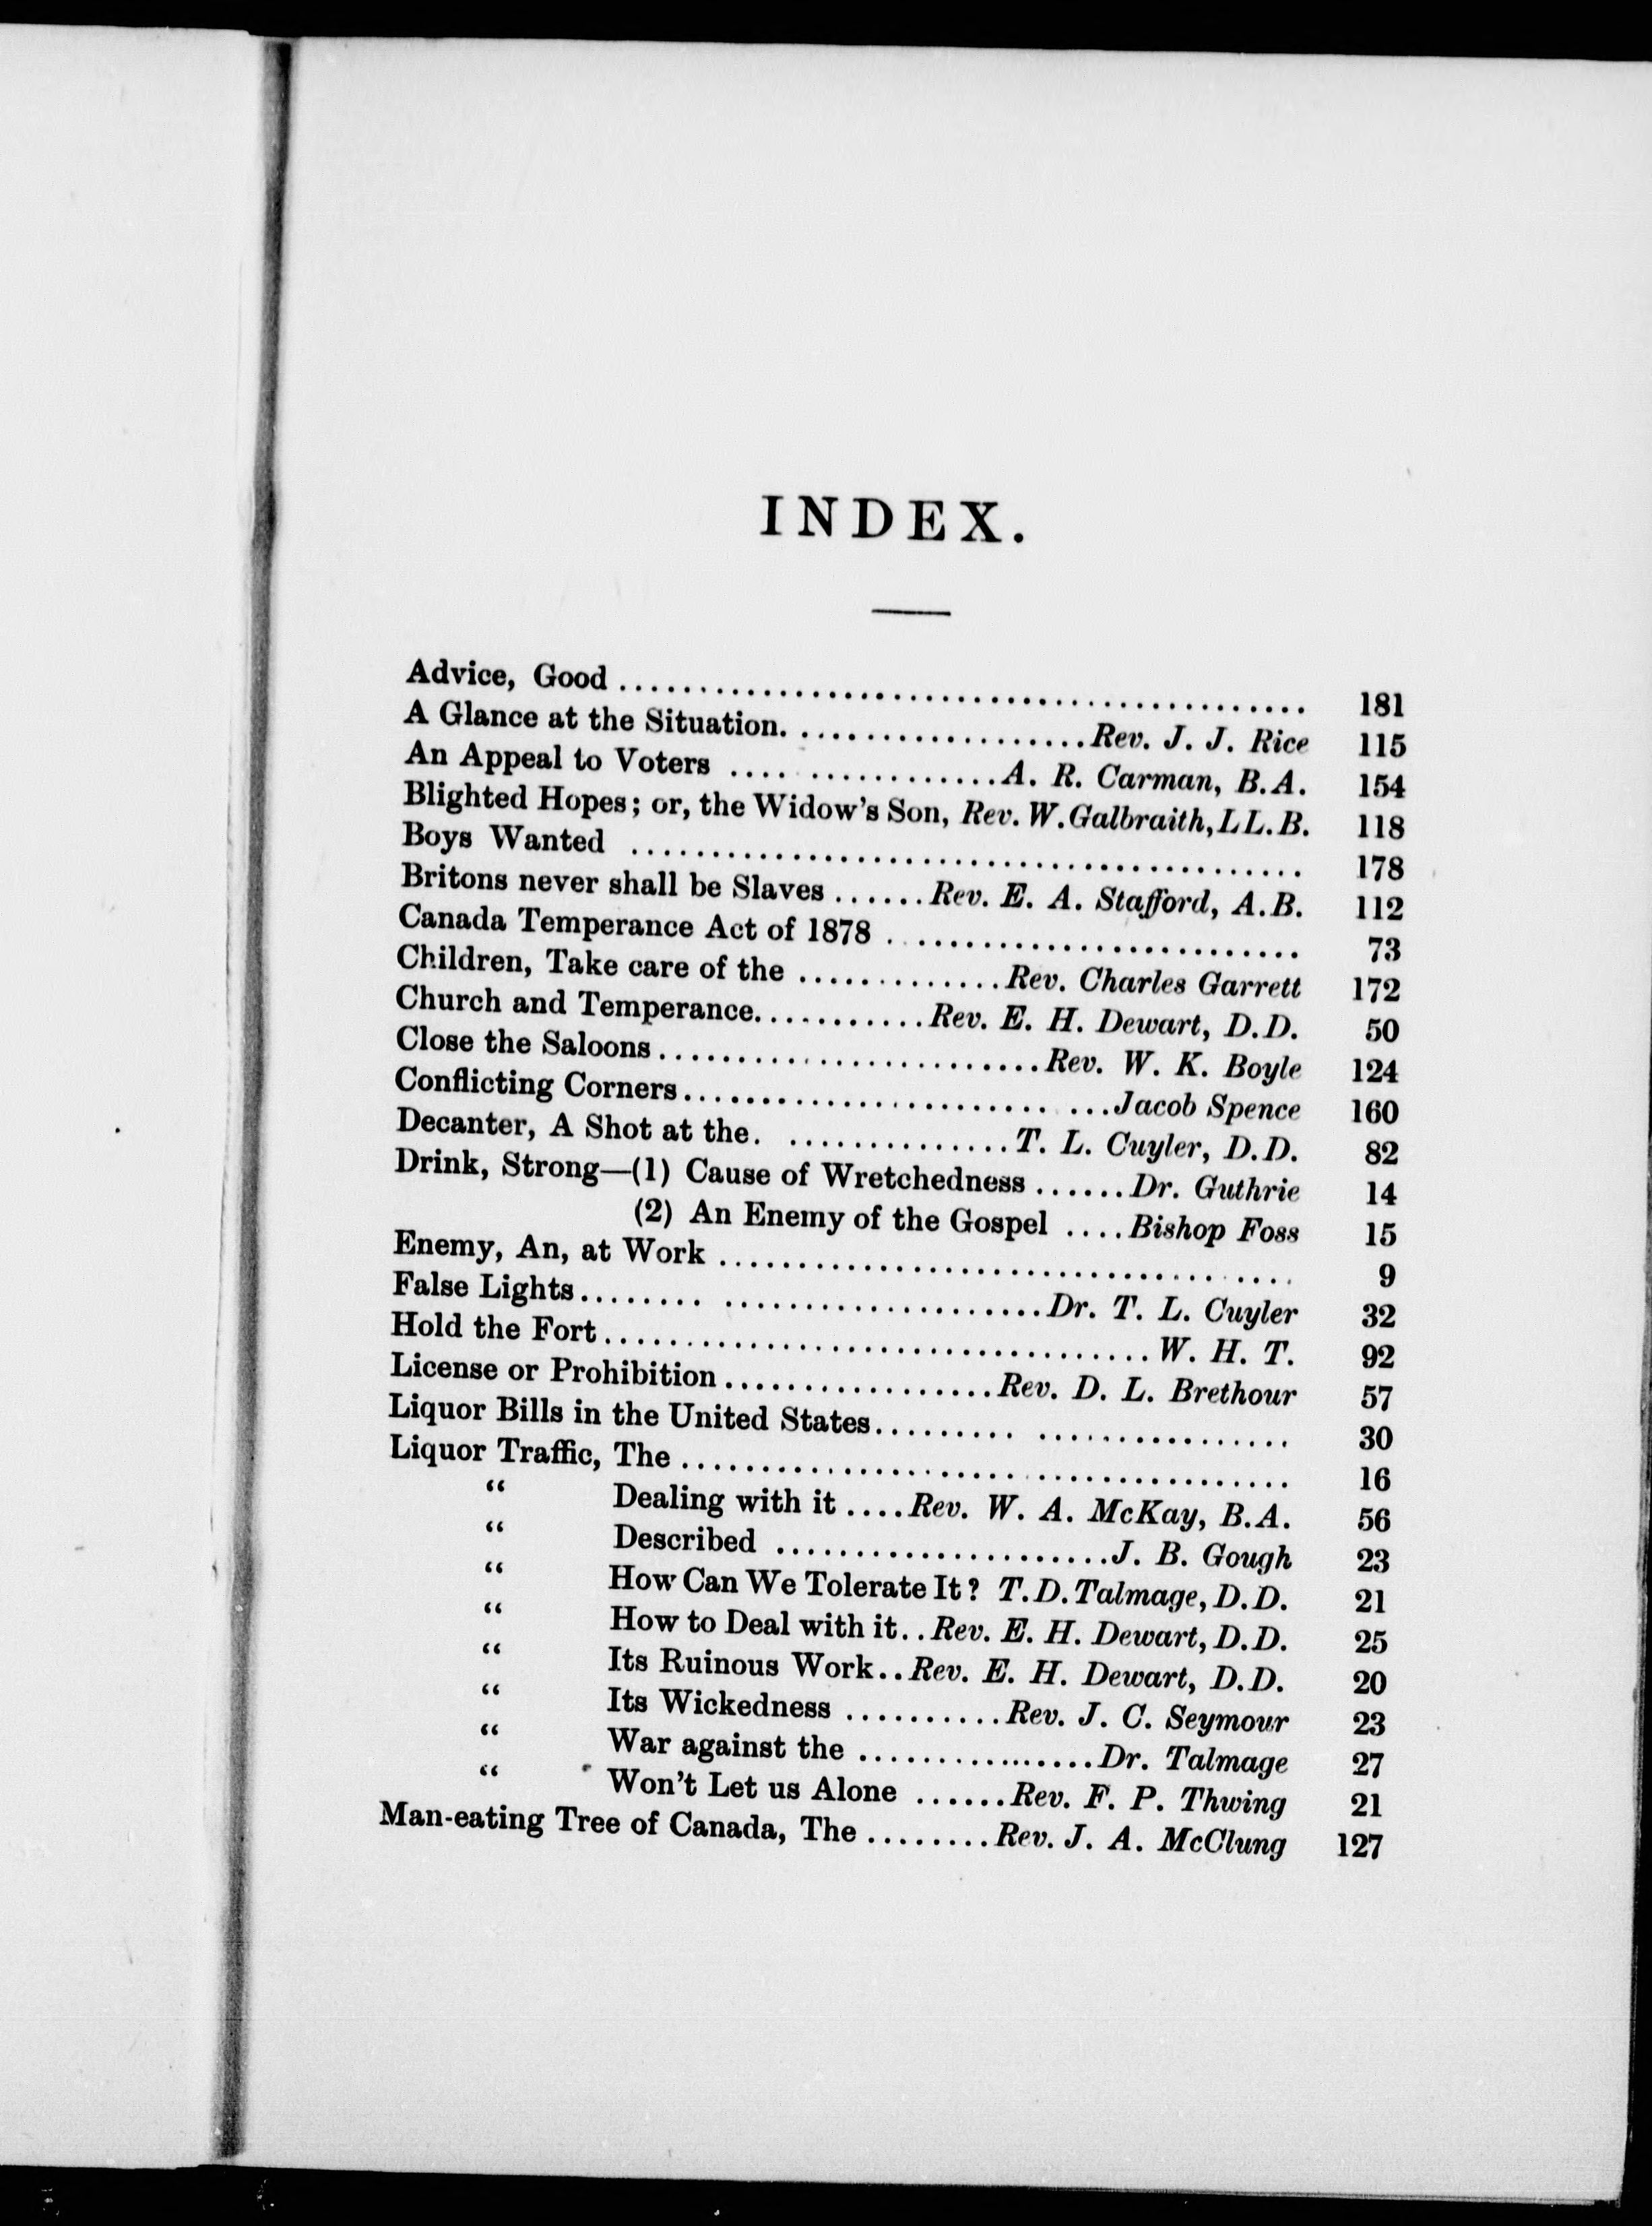 INDEX.
Advice, Good ............................................ 181
A Glance at the Situation. ...................Rev. J. J. Rice 115
An Appeal to Voters .... .............A. R. Carman, B.A. 154
Blighted Hopes; or, the Widow's Son, Rev. W. Galbraith, LL.B. 118
Boys Wanted ........................................... 178
Britons never shall be Slaves ......Rev. E. A. Stafford, A.B. 112
Canada Temperance Act of 1878 . ......................... 73
Children, Take care of the .............Rev. Charles Garrett 172
Church and Temperance...........Rev. E. H. Dewart, D.D. 50
Close the Saloons.........................Rev. W. K. Boyle 124
Conflicting Corners........................ ...Jacob Spence 160
Decanter, A Shot at the. ..............T. L. Cuyler, D.D. 82
Drink, Strong—(1) Cause of Wretchedness ......Dr. Guthrie 14
(2) An Enemy of the Gospel ....Bishop Foss 15
Enemy, An, at Work ..................................... 9
False Lights........ .....................Dr. T. L. Cuyler 32
Hold the Fort...................................W. H. T. 92
License or Prohibition.................Rev. D. L. Brethour 57
Liquor Bills in the United States......... ................ 30
Liquor Traffic, The ....................................... 16
“ Dealing with it ....Rev. W. A. McKay, B.A. 56
“ Described ......................J. B. Gough 23
“ How Can We Tolerate It? T. D. Talmage, D.D. 21
“ How to Deal with it..Rev. E. H. Dewart, D.D. 25
“ Its Ruinous Work..Rev. E. H. Dewart, D.D. 20
“ Its Wickedness ..........Rev. J. C. Seymour 23
“ War against the ...............Dr. Talmage 27
“ Won't Let us Alone ......Rev. F. P. Thwing 21
Man-eating Tree of Canada, The ........Rev. J. A. McClung 127